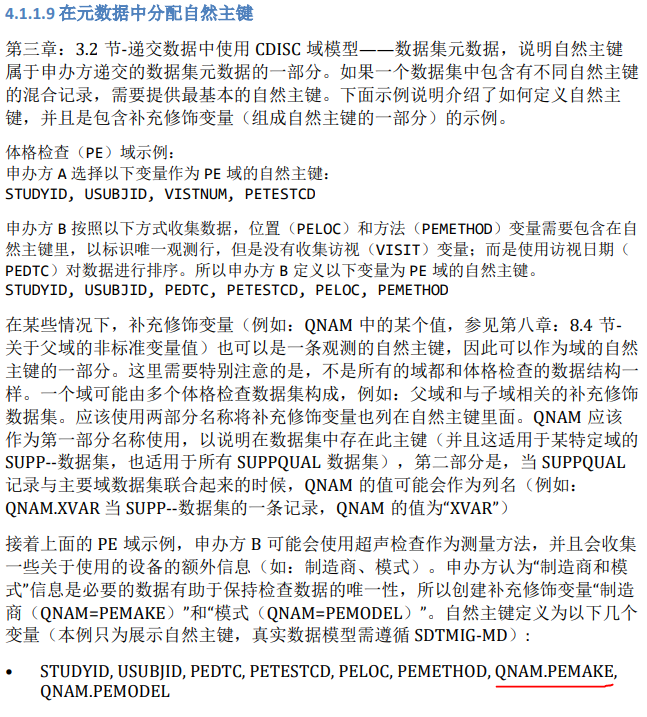 4.1.1.9 在元数据中分配自然主键
第三章：3.2 节-递交数据中使用 CDISC 域模型——数据集元数据，说明自然主键
属于申办方递交的数据集元数据的一部分。如果一个数据集中包含有不同自然主键
的混合记录，需要提供最基本的自然主键。下面示例说明介绍了如何定义自然主
键，并且是包含补充修饰变量（组成自然主键的一部分）的示例。
体格检查（PE）域示例：
申办方 A 选择以下变量作为 PE 域的自然主键：
STUDYID, USUBJID, VISTNUM, PETESTCD
申办方 B 按照以下方式收集数据，位置（PELOC）和方法（PEMETHOD）变量需要包含在自
然主键里，以标识唯一观测行，但是没有收集访视（VISIT）变量；而是使用访视日期（
PEDTC）对数据进行排序。所以申办方 B 定义以下变量为 PE 域的自然主键。
STUDYID, USUBJID, PEDTC, PETESTCD, PELOC, PEMETHOD
在某些情况下，补充修饰变量（例如：QNAM 中的某个值，参见第八章：8.4 节-
关于父域的非标准变量值）也可以是一条观测的自然主键，因此可以作为域的自然
主键的一部分。这里需要特别注意的是，不是所有的域都和体格检查的数据结构一
样。一个域可能由多个体格检查数据集构成，例如：父域和与子域相关的补充修饰
数据集。应该使用两部分名称将补充修饰变量也列在自然主键里面。QNAM 应该
作为第一部分名称使用，以说明在数据集中存在此主键（并且这适用于某特定域的
SUPP--数据集，也适用于所有 SUPPQUAL 数据集），第二部分是，当 SUPPQUAL
记录与主要域数据集联合起来的时候，QNAM 的值可能会作为列名（例如：
QNAM.XVAR 当 SUPP--数据集的一条记录，QNAM 的值为“XVAR”）
接着上面的 PE 域示例，申办方 B 可能会使用超声检查作为测量方法，并且会收集
一些关于使用的设备的额外信息（如：制造商、模式）。申办方认为“制造商和模
式”信息是必要的数据有助于保持检查数据的唯一性，所以创建补充修饰变量“制造
商（QNAM=PEMAKE）”和“模式（QNAM=PEMODEL）”。自然主键定义为以下几个
变量（本例只为展示自然主键，真实数据模型需遵循 SDTMIG-MD）:
• STUDYID, USUBJID, PEDTC, PETESTCD, PELOC, PEMETHOD, QNAM.PEMAKE,
QNAM.PEMODEL